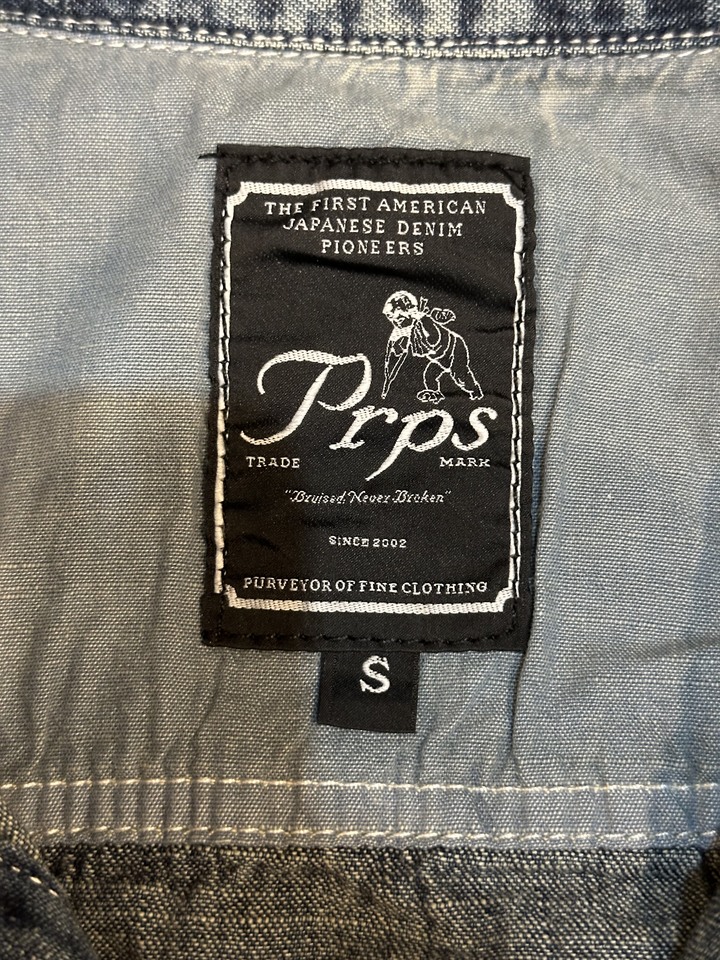 THE FIRST AMERICAN
JAPANESE DENIM
PIONEERS
Prps
TRADE MARK
"Bruised, Never Broken"
SINCE 2002
PURVEYOR OF FINE CLOTHING
S